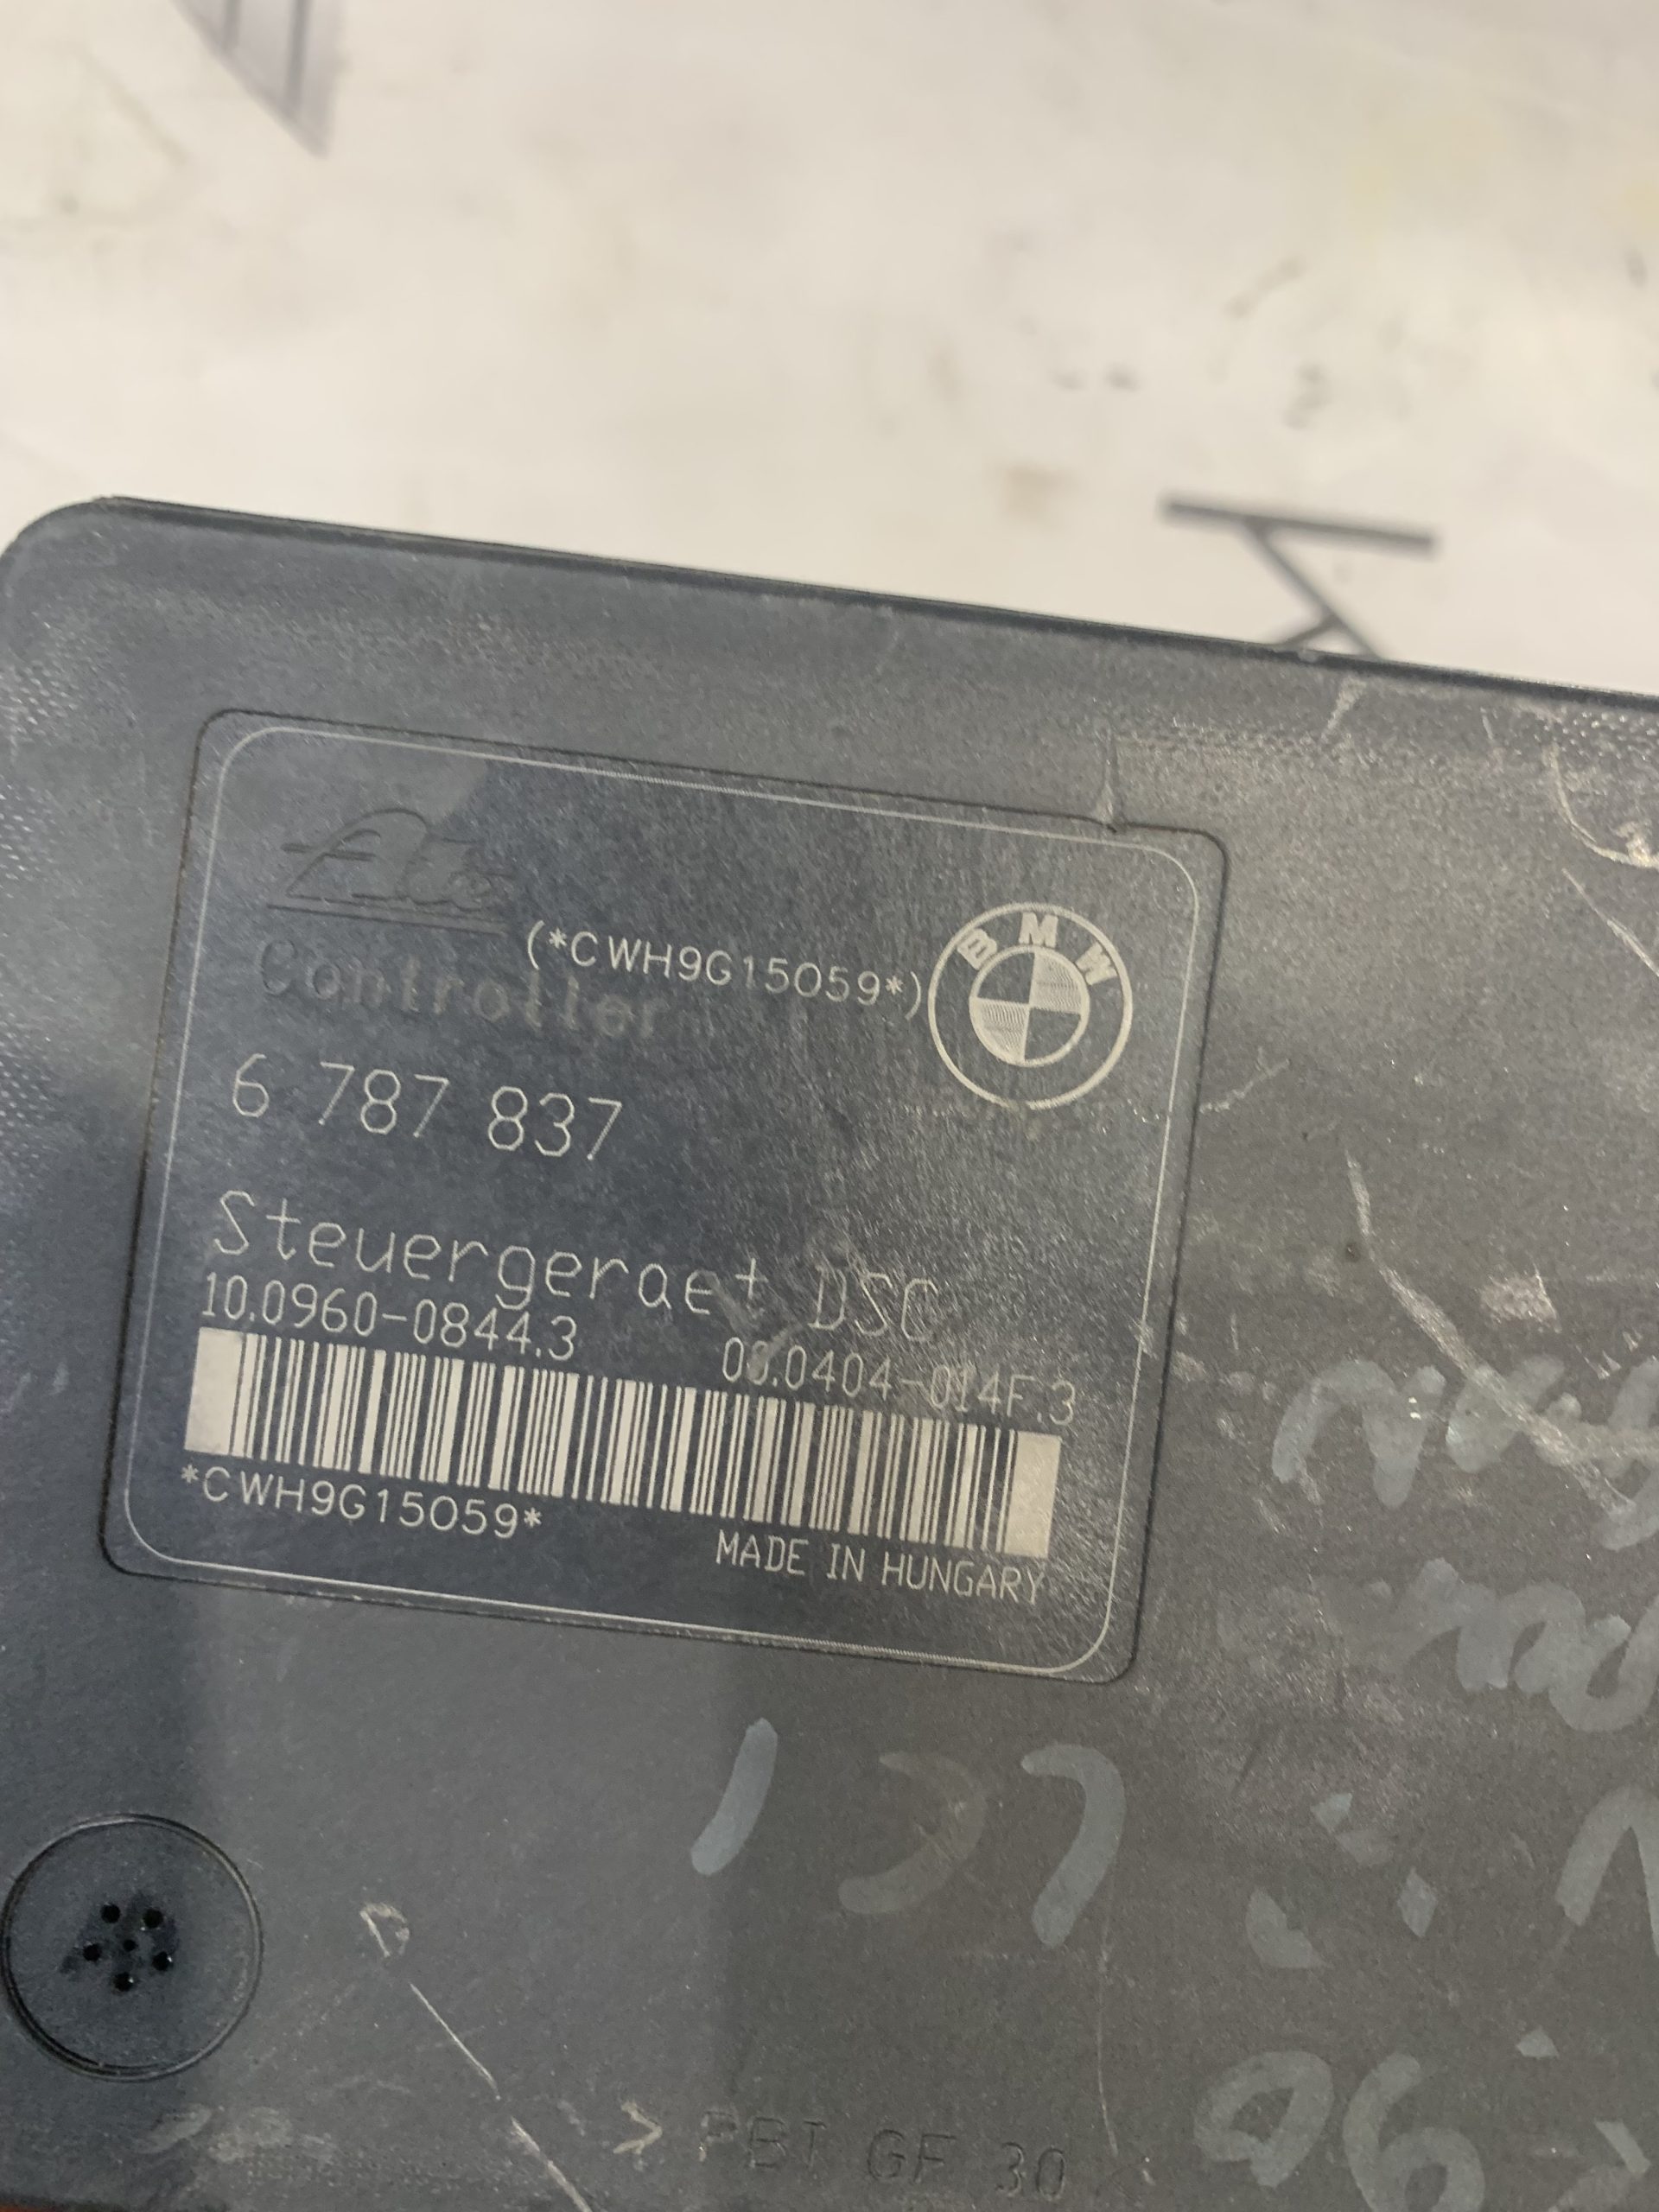 Ate
(*CWH9G15059*)
BMW
Controller
6 787 837
Steuergeraet DSC
10.0960-0844.3
00.0404-014F.3
*CWH9G15059*
MADE IN HUNGARY
> PBT GF 30